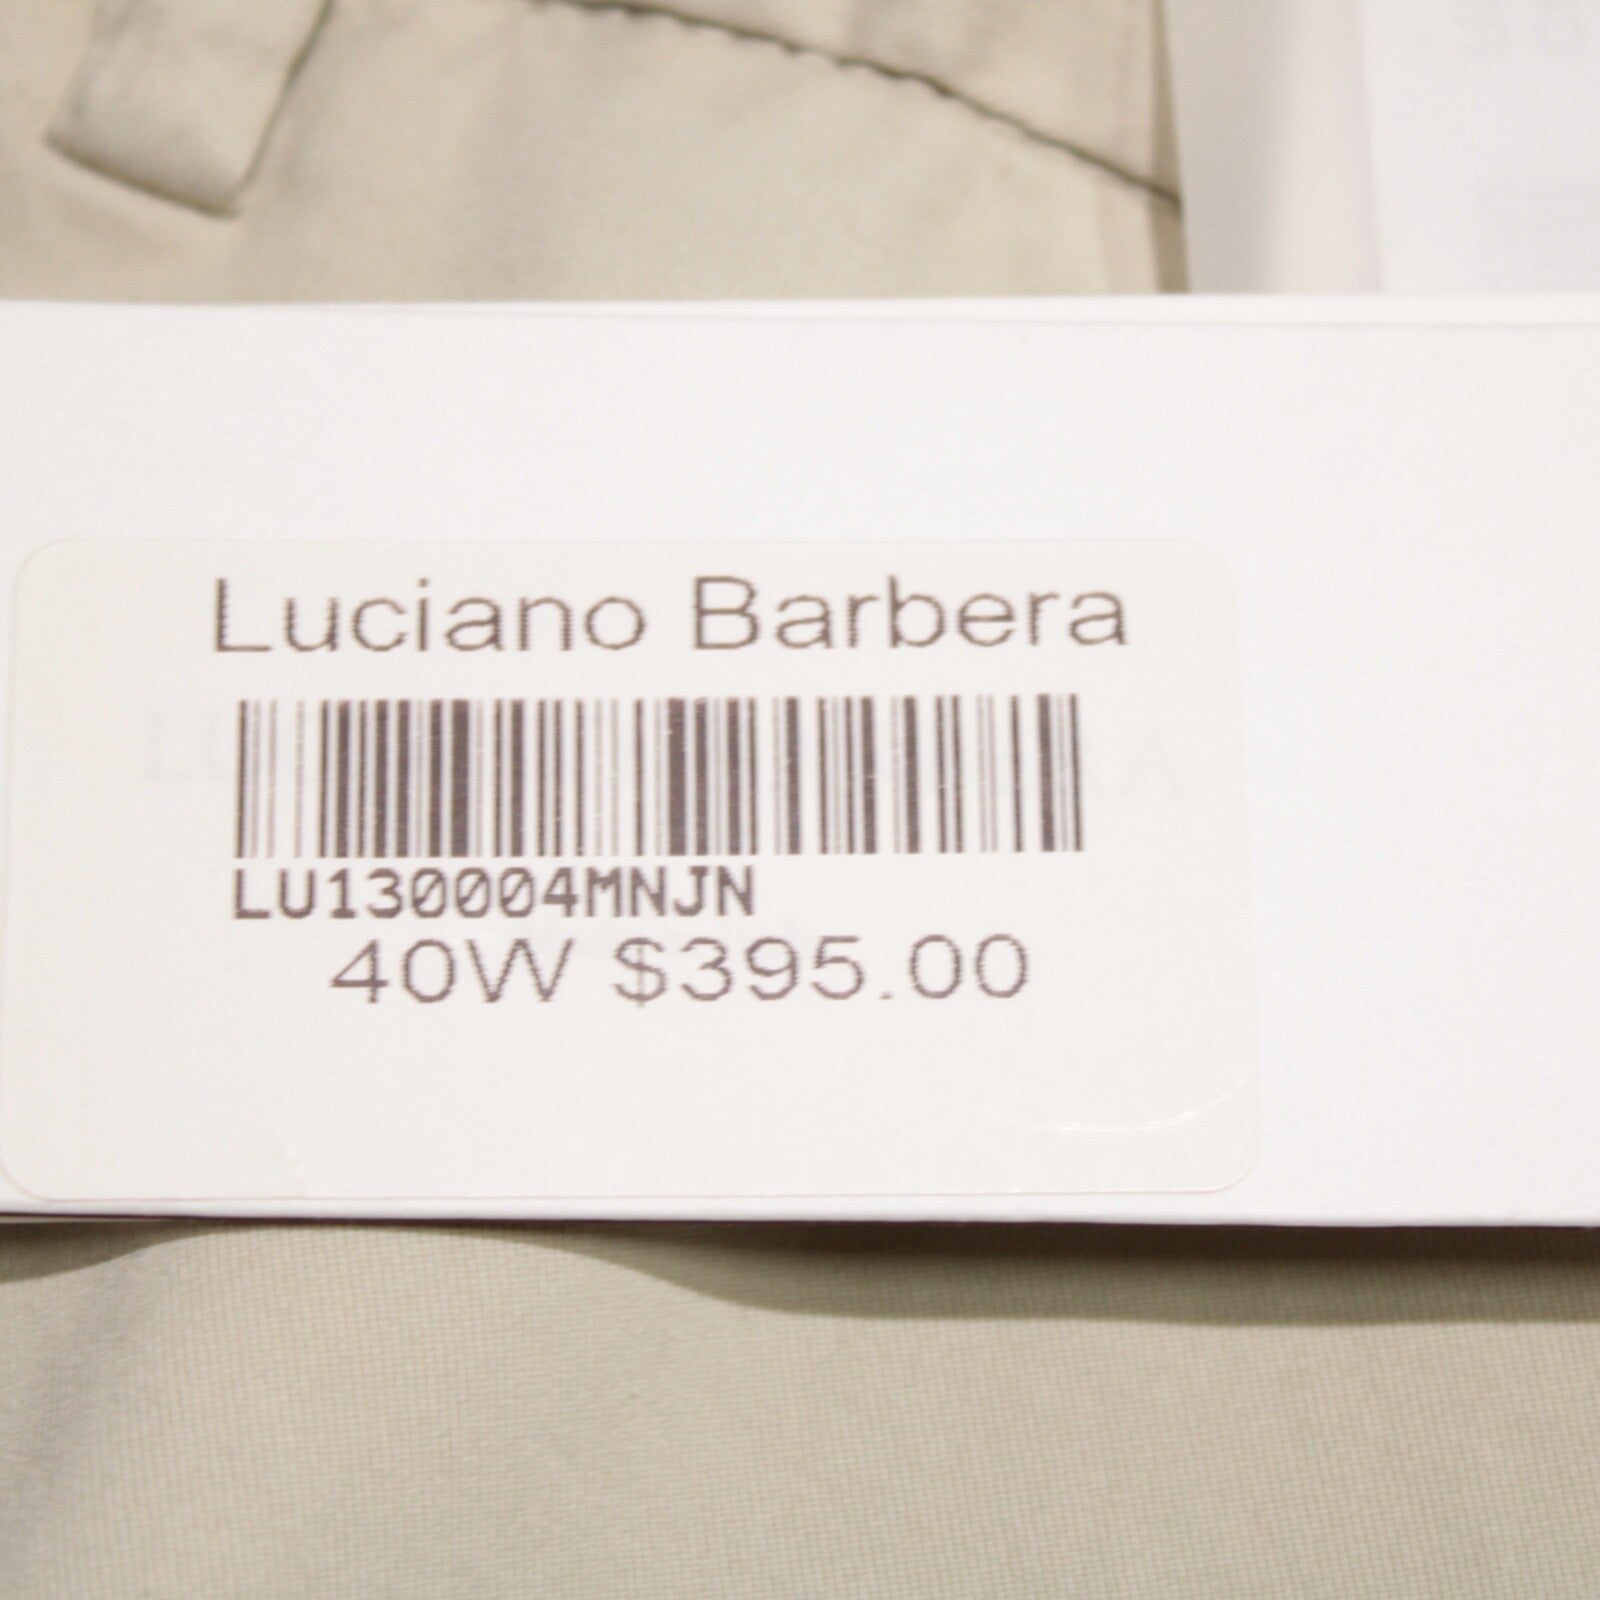 Luciano Barbera
LU130004MNJN
40W $395.00